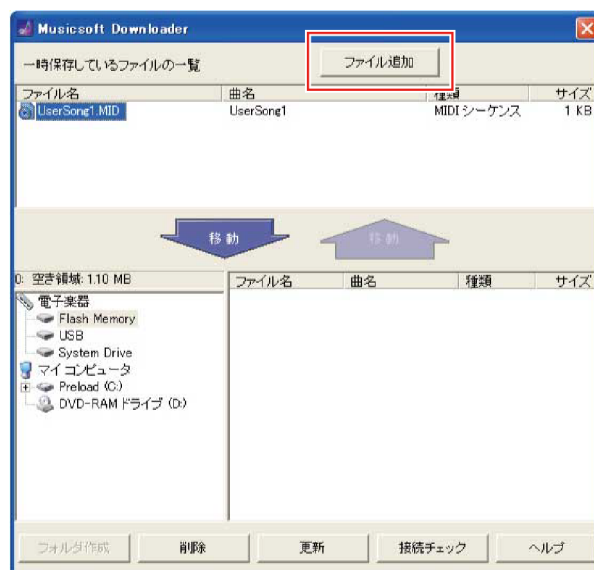 Musicsoft Downloader
一時保存しているファイルの一覧
ファイル追加
ファイル名 曲名 種類 サイズ
UserSong1.MID UserSong1 MIDI シーケンス 1 KB
移動 移動
0: 空き領域: 1.10 MB
ファイル名 曲名 種類 サイズ
電子楽器
Flash Memory
USB
System Drive
マイ コンピュータ
Preload (C:)
DVD-RAM ドライブ (D:)
フォルダ作成 削除 更新 接続チェック ヘルプ